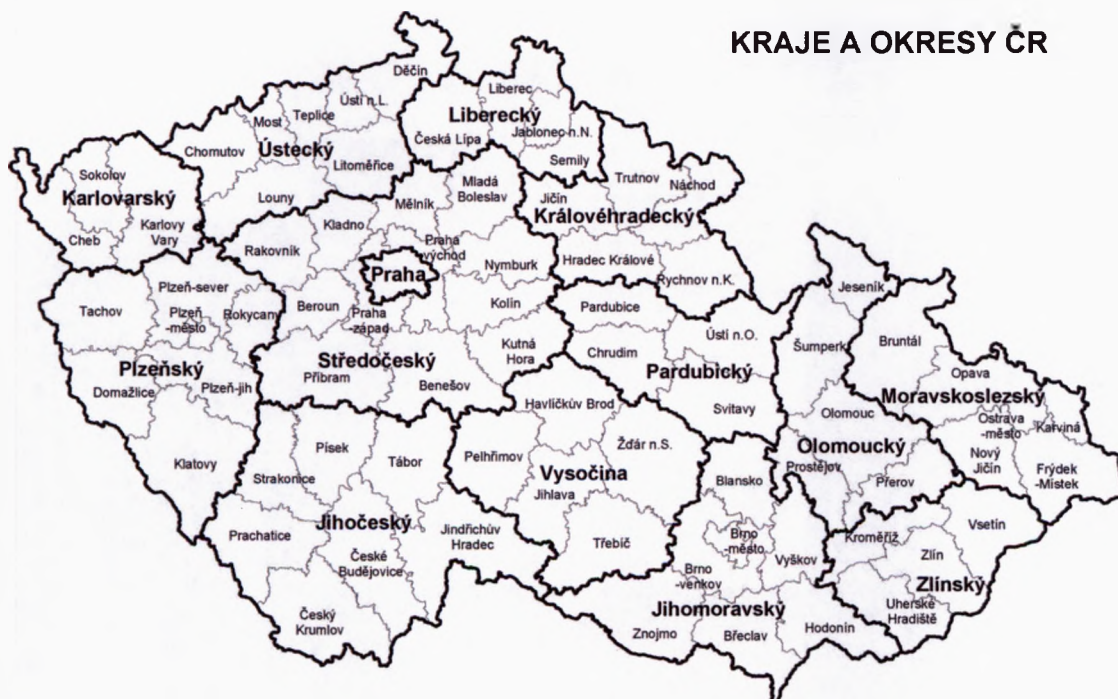 KRAJE A OKRESY ČR
Děčín
Liberec
Ústí n.L.
Teplice
Most
Liberecký
Jablonec n.N.
Česká Lípa
Chomutov
Ústecký
Litoměřice
Semily
Sokolov
Trutnov
Náchod
Karlovarský
Louny
Mladá
Boleslav
Jičín
Mělník
Královéhradecký
Karlovy
Vary
Kladno
Cheb
Rakovník
Praha
-východ
Nymburk
Hradec Králové
Praha
Rychnov n.K.
Plzeň-sever
Jeseník
Tachov
Plzeň
-město
Rokycany
Beroun
Praha
-západ
Kolín
Pardubice
Ústí n.O.
Šumperk
Bruntál
Kutná
Hora
Chrudim
Středočeský
Plzeňský
Pardubický
Opava
Příbram
Benešov
Domažlice
Plzeň-jih
Moravskoslezský
Havlíčkův Brod
Svitavy
Olomouc
Ostrava
-město
Karviná
Písek
Žďár n.S.
Olomoucký
Klatovy
Tábor
Pelhřimov
Nový
Jičín
Strakonice
Vysočina
Prostějov
Přerov
Frýdek
-Místek
Blansko
Jihlava
Jihočeský
Vsetín
Prachatice
Jindřichův
Hradec
Třebíč
Brno
-město
Kroměříž
Zlín
České
Budějovice
Vyškov
Brno
-venkov
Zlínský
Český
Krumlov
Jihomoravský
Uherské
Hradiště
Znojmo
Břeclav
Hodonín